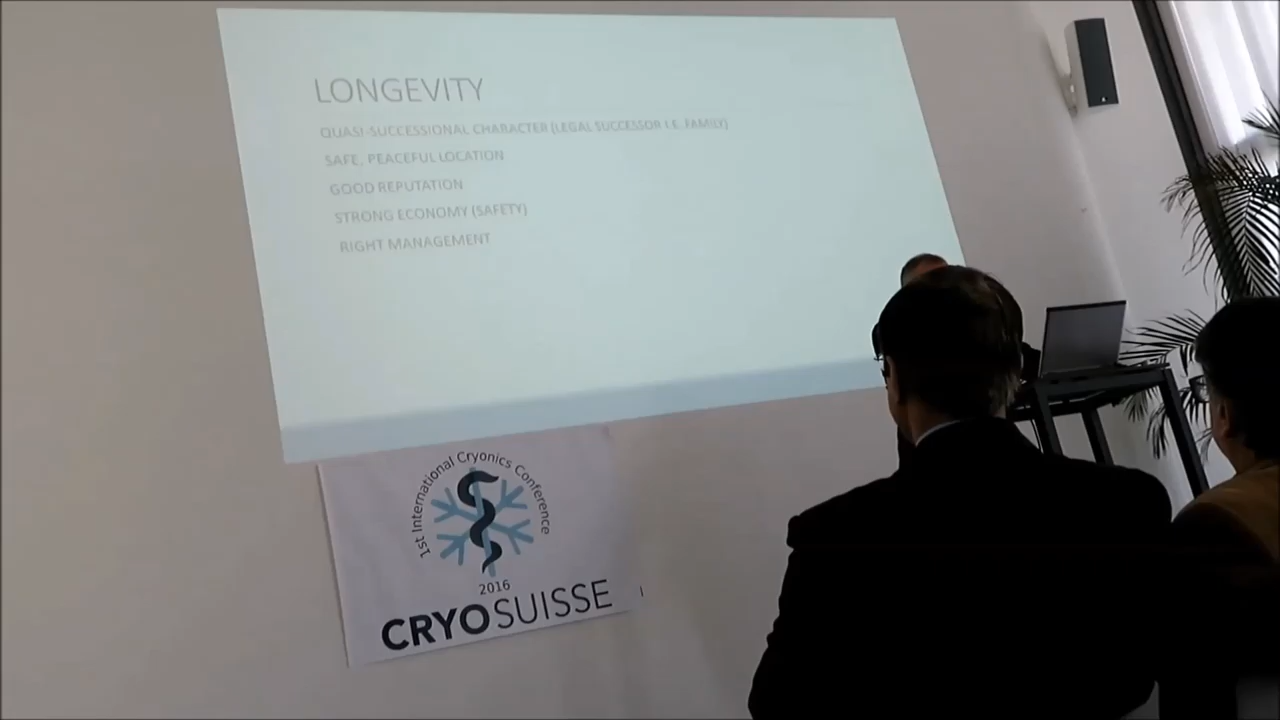 LONGEVITY
QUASI-SUCCESSIONAL CHARACTER (LEGAL SUCCESSOR I.E. FAMILY)
SAFE, PEACEFUL LOCATION
GOOD REPUTATION
STRONG ECONOMY (SAFETY)
RIGHT MANAGEMENT
1st International Cryonics Conference
2016
CRYOSUISSE